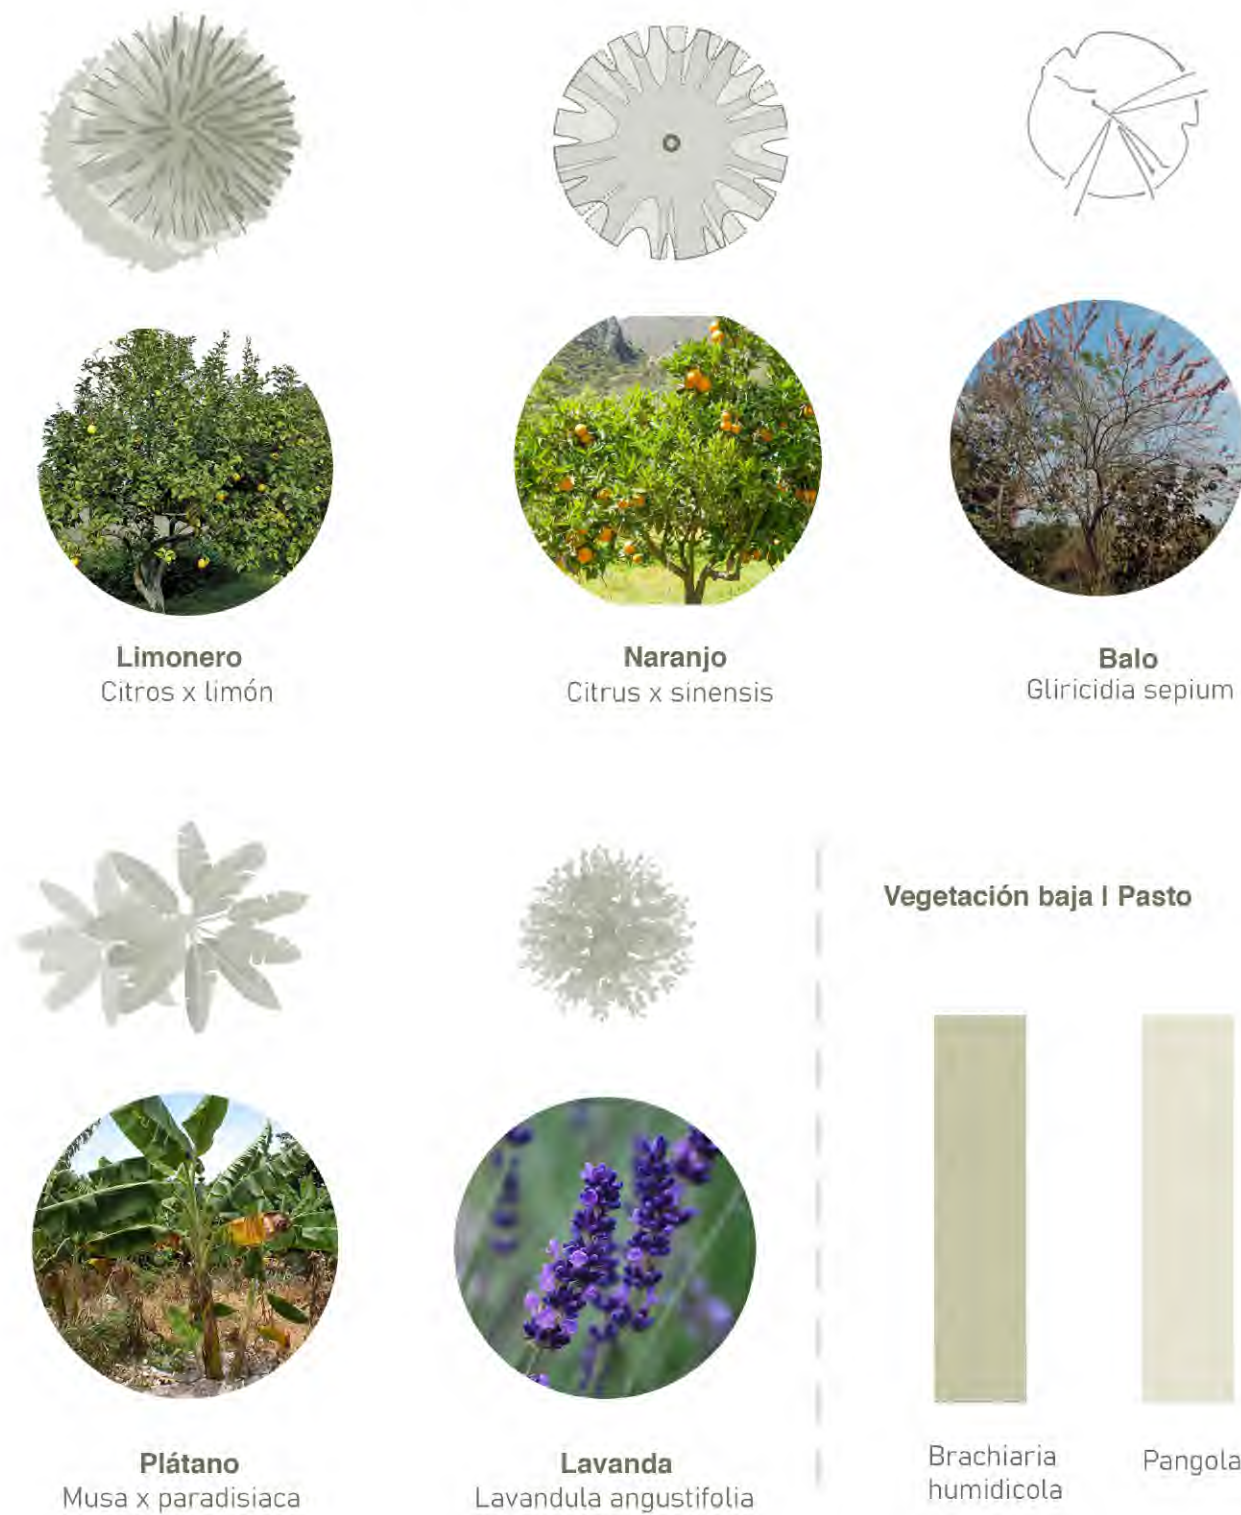 Limonero
Citros x limón
Naranjo
Citrus x sinensis
Balo
Gliricidia sepium
Plátano
Musa x paradisiaca
Lavanda
Lavandula angustifolia
Vegetación baja | Pasto
Brachiaria
humidicola
Pangola